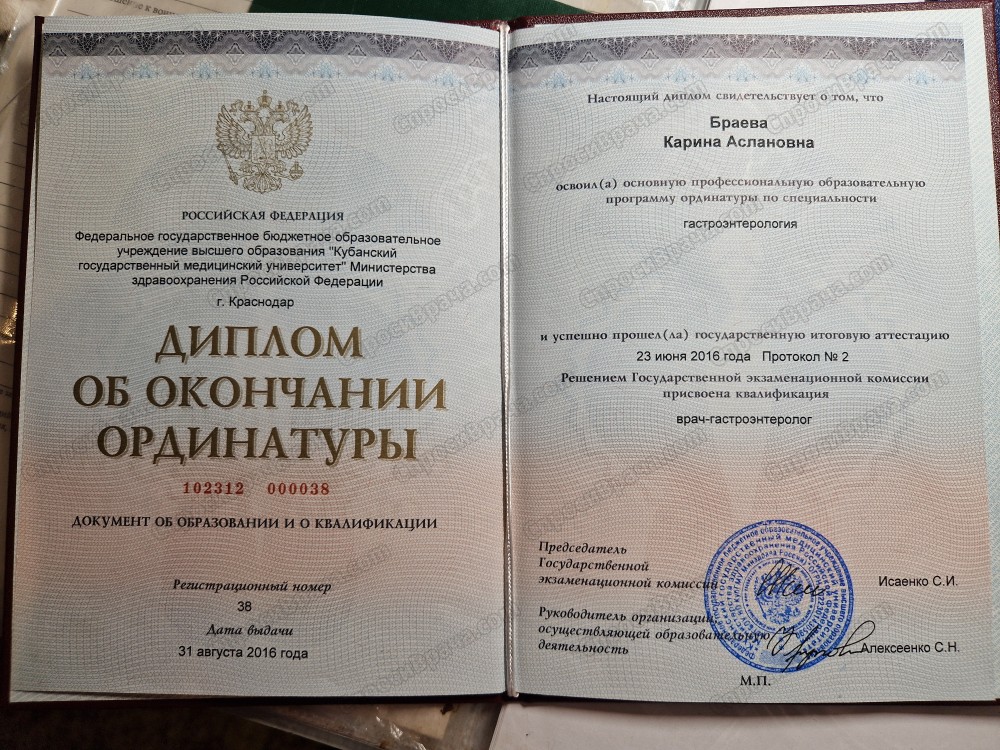 РОССИЙСКАЯ ФЕДЕРАЦИЯ
Федеральное государственное бюджетное образовательное
учреждение высшего образования "Кубанский
государственный медицинский университет" Министерства
здравоохранения Российской Федерации
г. Краснодар
ДИПЛОМ
ОБ ОКОНЧАНИИ
ОРДИНАТУРЫ
102312 000038
ДОКУМЕНТ ОБ ОБРАЗОВАНИИ И О КВАЛИФИКАЦИИ
Регистрационный номер
38
Дата выдачи
31 августа 2016 года
Настоящий диплом свидетельствует о том, что
Браева
Карина Аслановна
освоил(а) основную профессиональную образовательную
программу ординатуры по специальности
гастроэнтерология
и успешно прошел(ла) государственную итоговую аттестацию
23 июня 2016 года Протокол № 2
Решением Государственной экзаменационной комиссии
присвоена квалификация
врач-гастроэнтеролог
Председатель
Государственной
экзаменационной комиссии
Исаенко С.И.
Руководитель организации,
осуществляющей образовательную
деятельность
Алексеенко С.Н.
М.П.
СпросиВрача.com